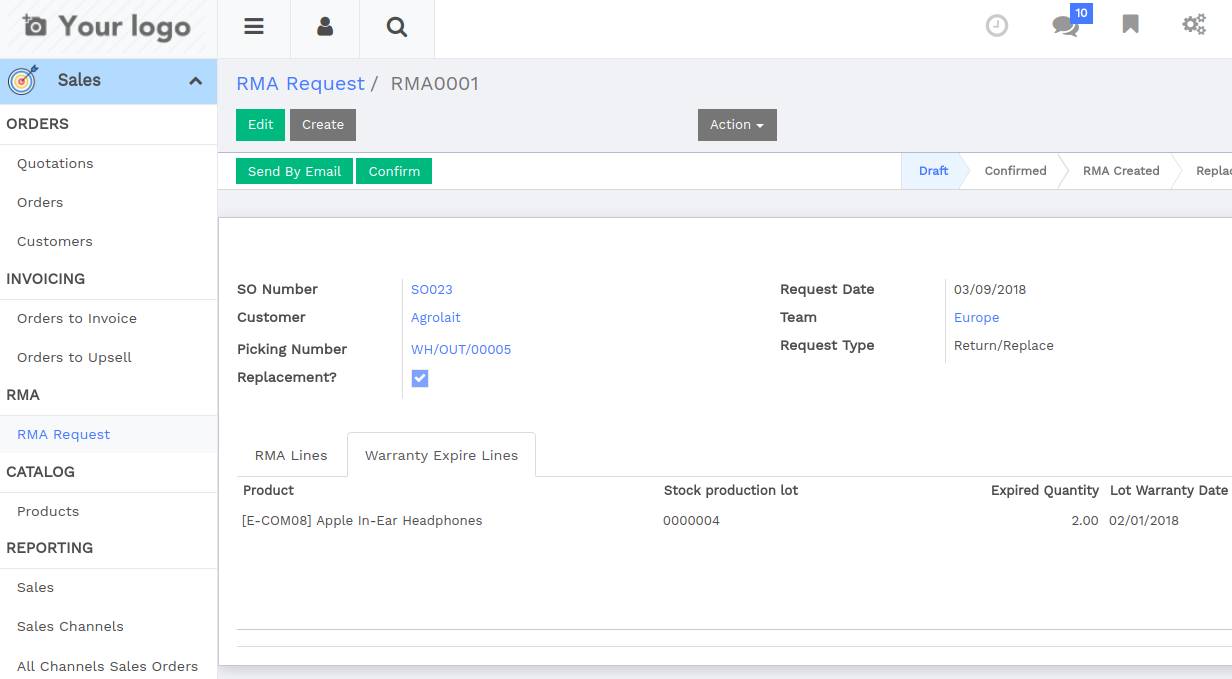 Your logo
10
Sales
RMA Request / RMA0001
Edit Create Action
Send By Email Confirm Draft Confirmed RMA Created
ORDERS
Quotations
Orders
Customers
INVOICING
Orders to Invoice
Orders to Upsell
RMA
RMA Request
CATALOG
Products
REPORTING
Sales
Sales Channels
All Channels Sales Orders
SO Number SO023
Customer Agrolait
Picking Number WH/OUT/00005
Replacement?
Request Date 03/09/2018
Team Europe
Request Type Return/Replace
RMA Lines Warranty Expire Lines
Product Stock production lot Expired Quantity Lot Warranty Date
[E-COM08] Apple In-Ear Headphones 0000004 2.00 02/01/2018